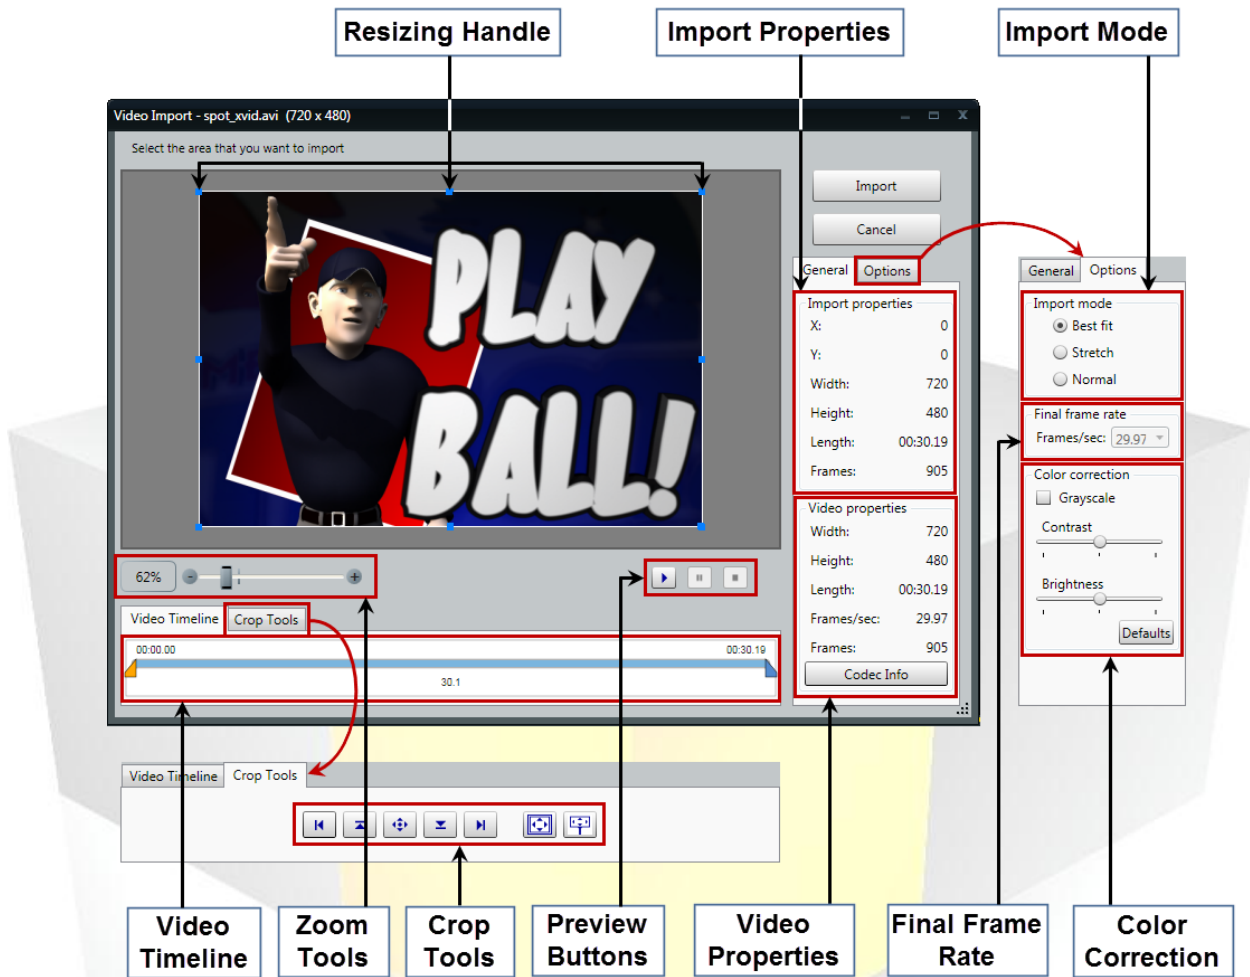 Resizing Handle
Import Properties
Import Mode
Video Import - spot_xvid.avi (720 x 480)
Select the area that you want to import
PLAY
BALL!
Import
Cancel
General
Options
Import properties
X: 0
Y: 0
Width: 720
Height: 480
Length: 00:30.19
Frames: 905
Video properties
Width: 720
Height: 480
Length: 00:30.19
Frames/sec: 29.97
Frames: 905
Codec Info
General
Options
Import mode
Best fit
Stretch
Normal
Final frame rate
Frames/sec: 29.97
Color correction
Grayscale
Contrast
Brightness
Defaults
62%
Video Timeline
Crop Tools
00:00.00
00:30.19
30.1
Video Timeline
Crop Tools
Video
Timeline
Zoom
Tools
Crop
Tools
Preview
Buttons
Video
Properties
Final Frame
Rate
Color
Correction